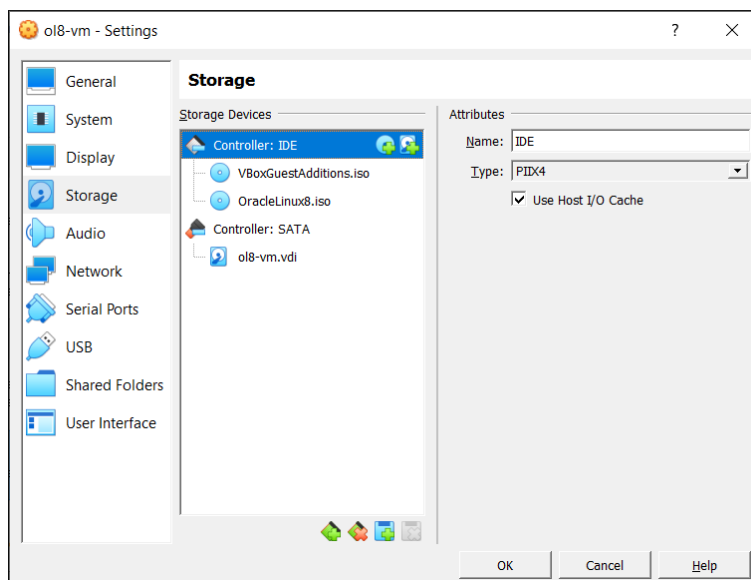 ol8-vm - Settings
?
General
System
Display
Storage
Audio
Network
Serial Ports
USB
Shared Folders
User Interface
Storage
Storage Devices
Controller: IDE
VBoxGuestAdditions.iso
OracleLinux8.iso
Controller: SATA
ol8-vm.vdi
Attributes
Name: IDE
Type: PIIX4
Use Host I/O Cache
OK
Cancel
Help